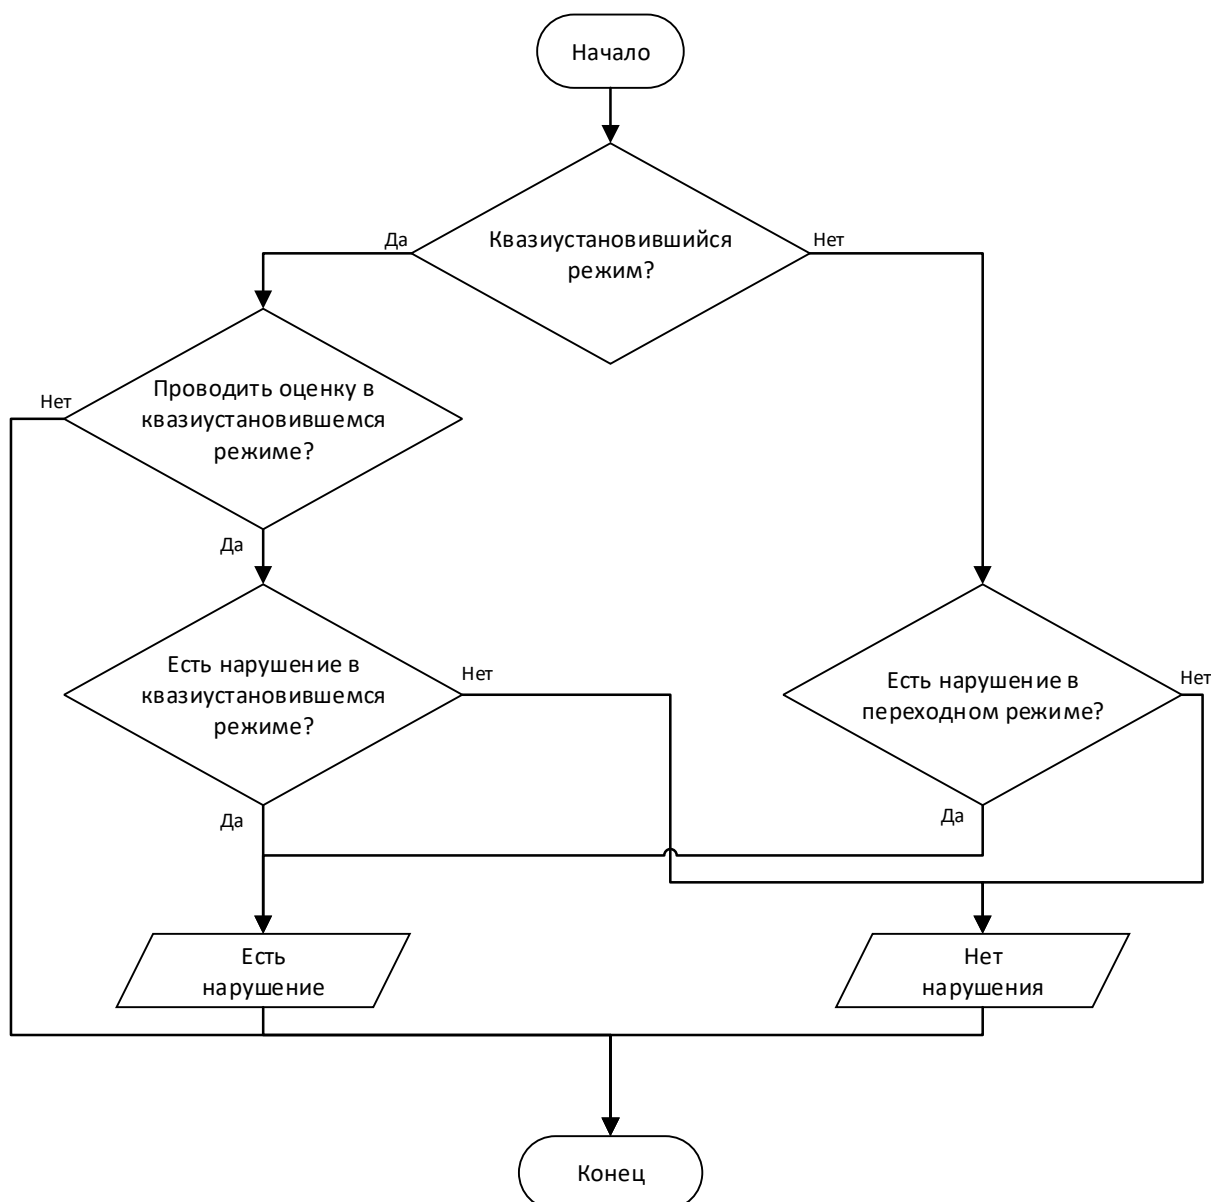 Начало
Да
Квазиустановившийся
режим?
Нет
Нет
Проводить оценку в
квазиустановившемся
режиме?
Да
Есть нарушение в
квазиустановившемся
режиме?
Нет
Есть нарушение в
переходном режиме?
Нет
Да
Да
Есть
нарушение
Нет
нарушения
Конец